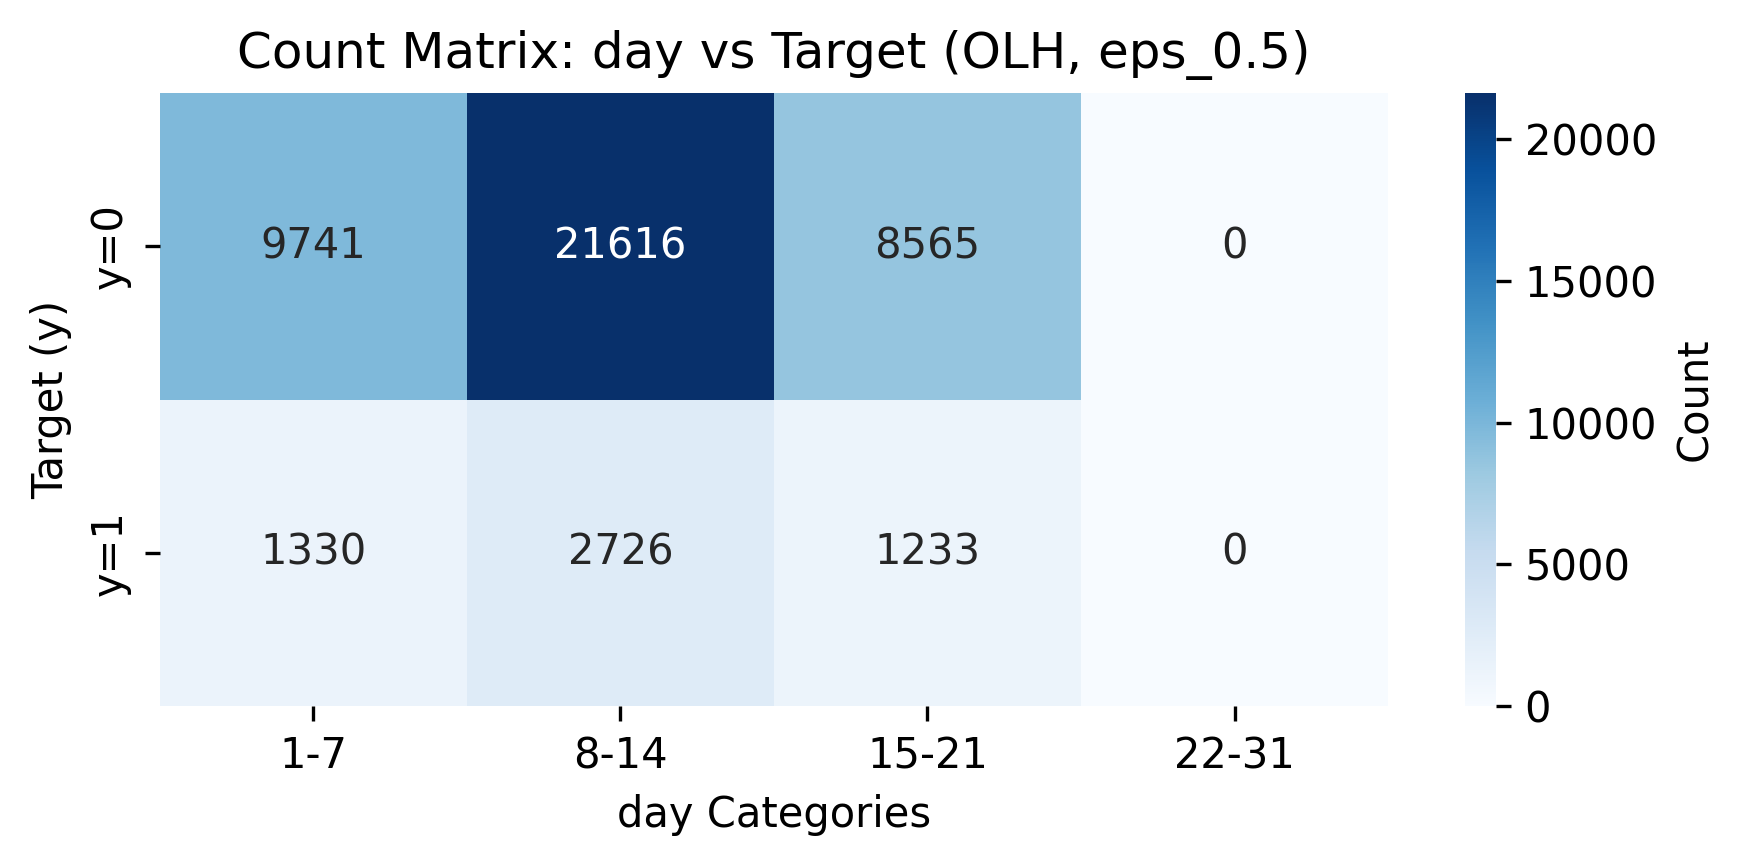 Count Matrix: day vs Target (OLH, eps_0.5)
Target (y)
y=0
9741 21616 8565 0
y=1
1330 2726 1233 0
1-7 8-14 15-21 22-31
day Categories
20000
15000
10000
5000
0
Count